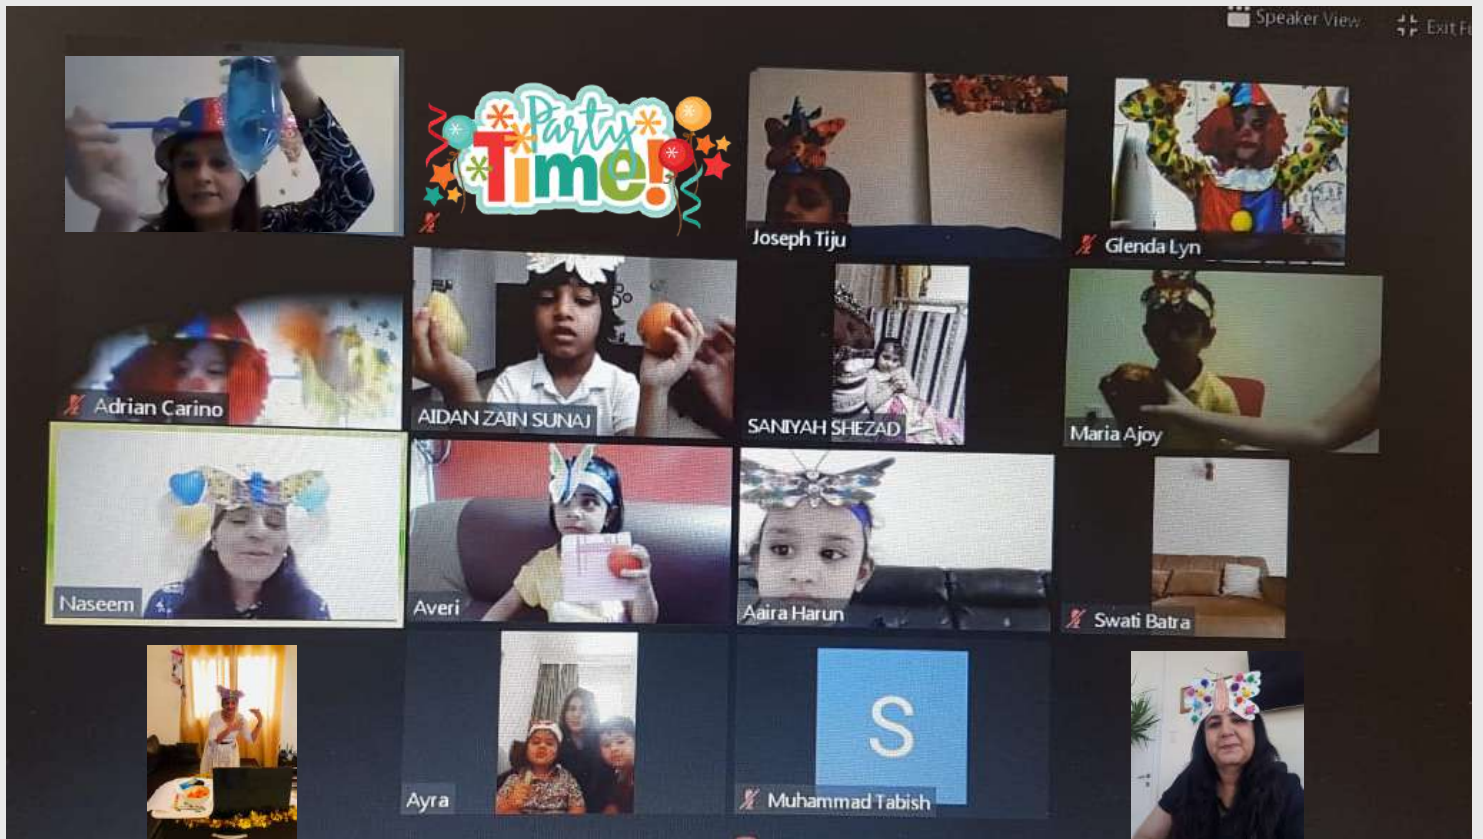 Speaker View
Exit
Party
Time!
Joseph Tiju
Glenda Lyn
Adrian Carino
AIDAN ZAIN SUNAJ
SANIYAH SHEZAD
Maria Ajoy
Naseem
Averi
Aaira Harun
Swati Batra
Ayra
S
Muhammad Tabish